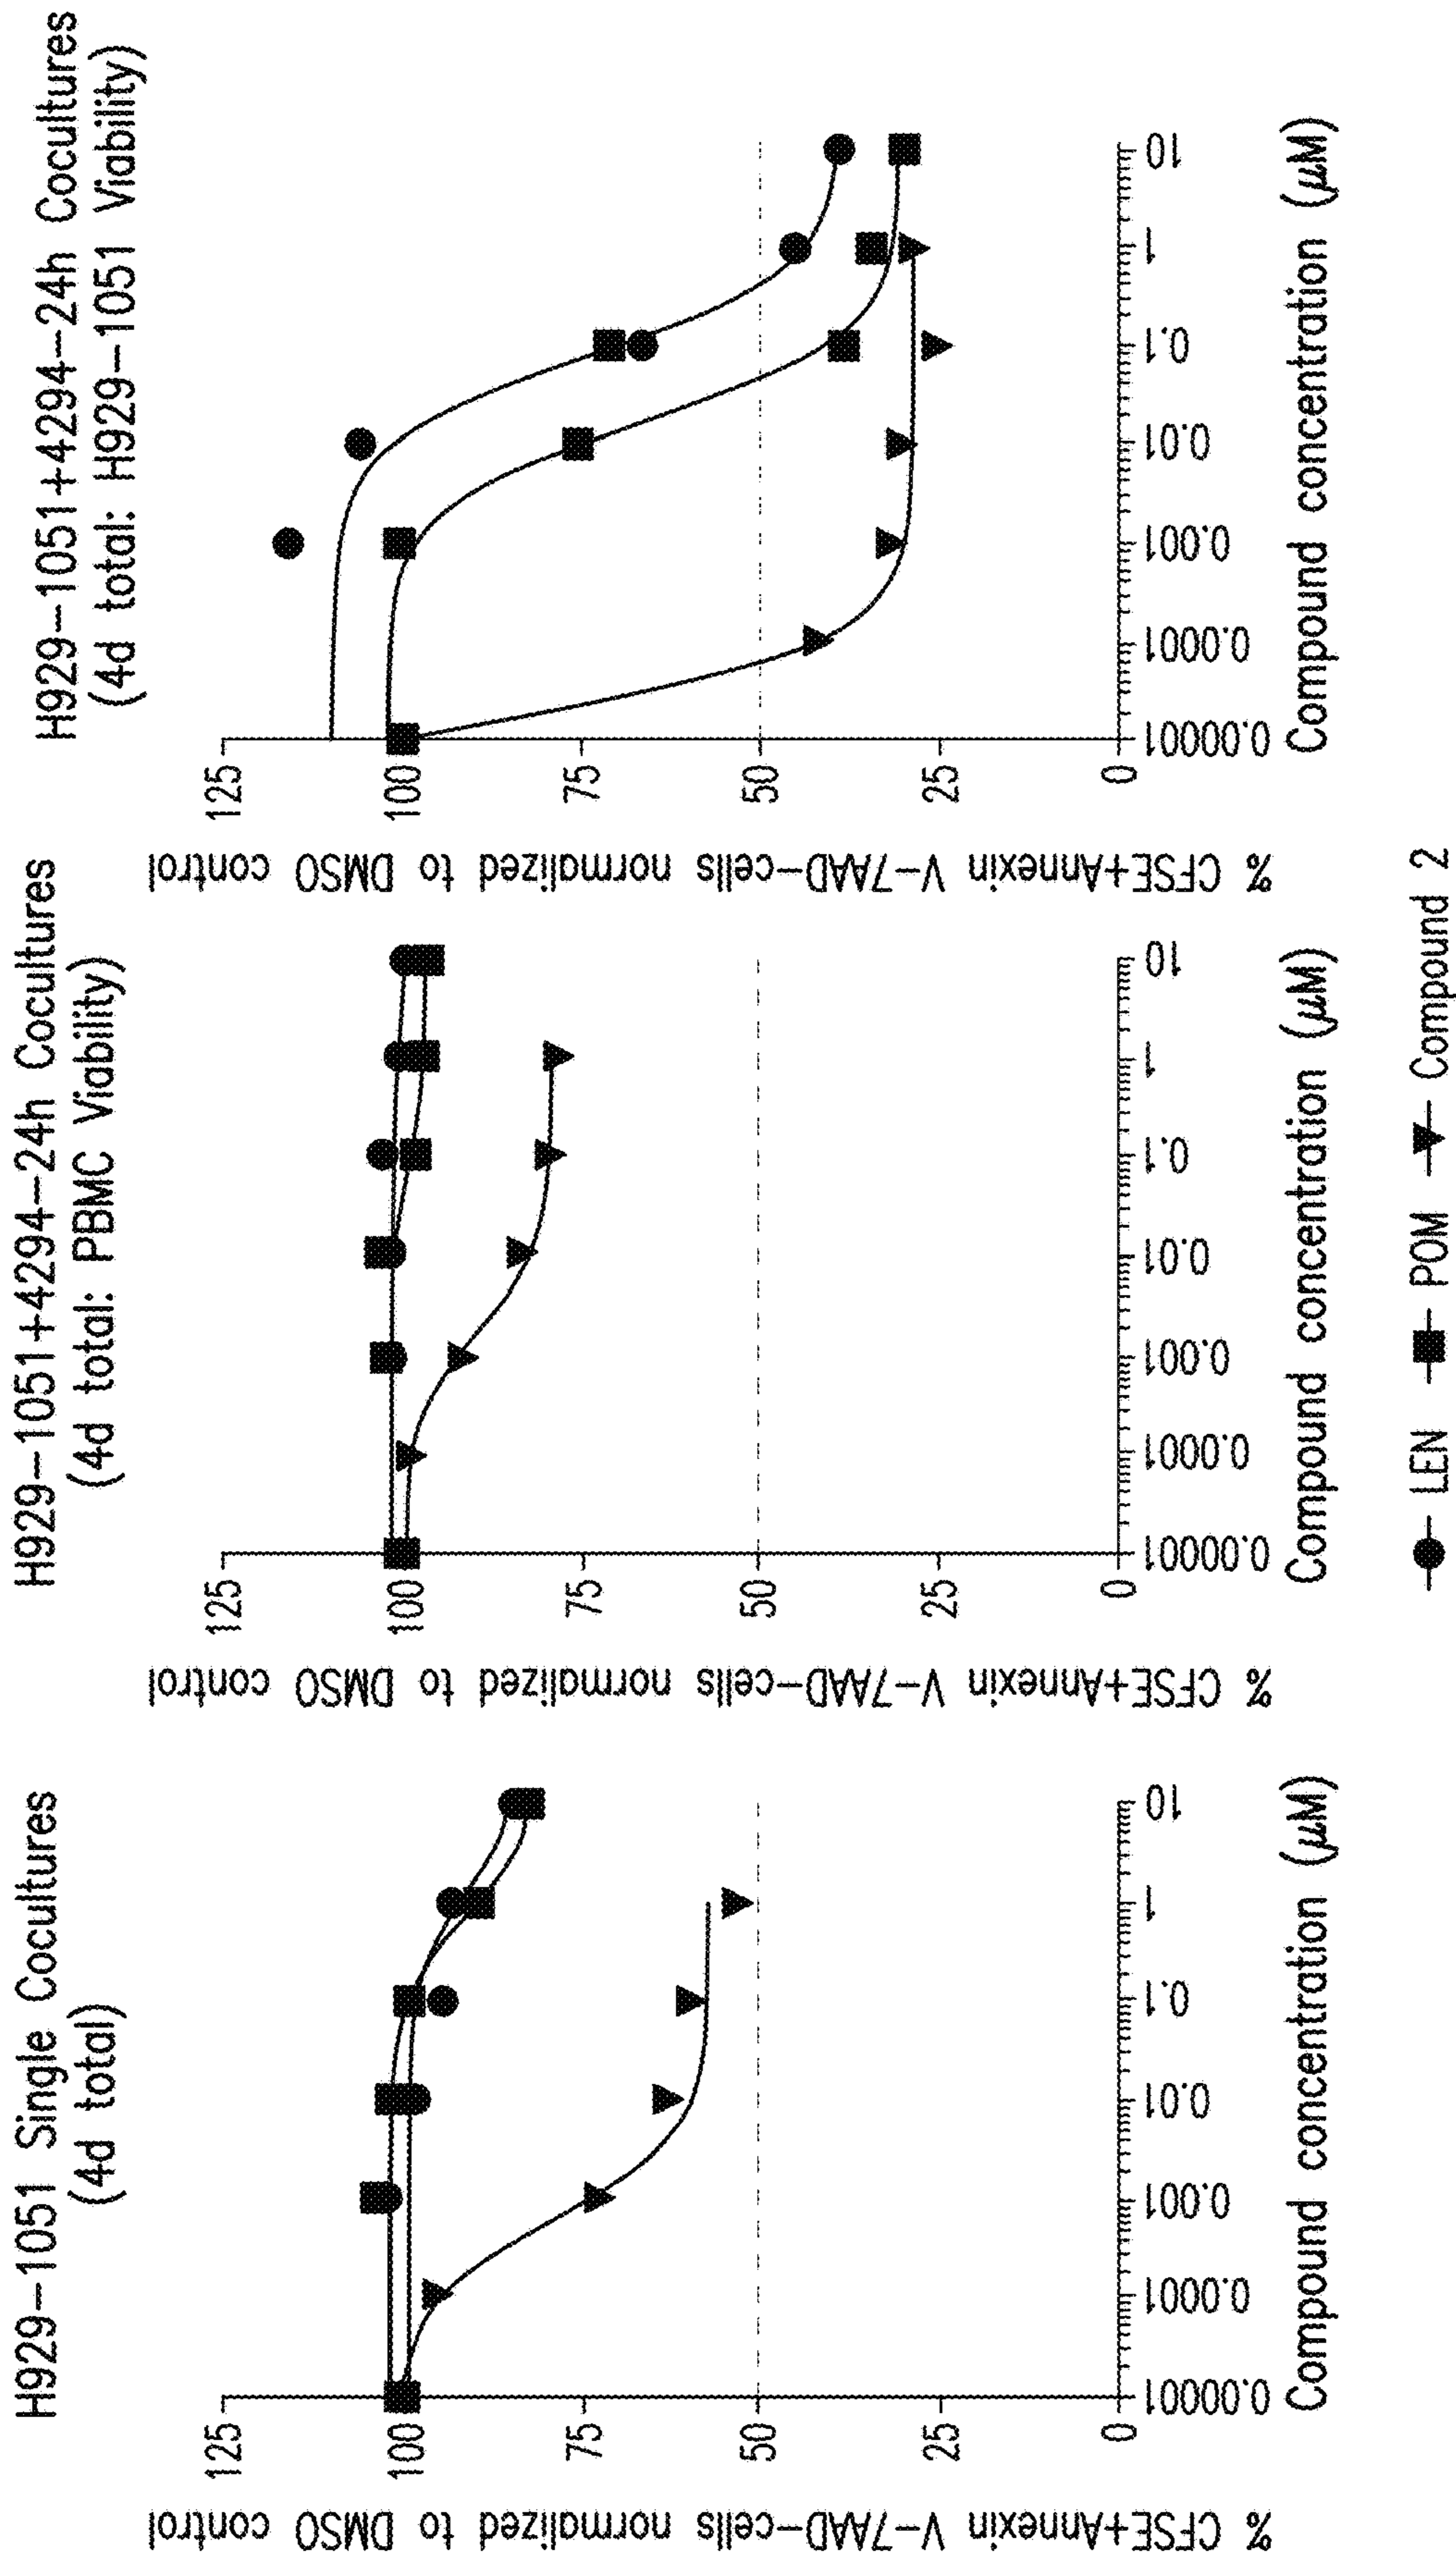 H929-1051 Single Cocultures
(4d total)
% CFSE+Annexin V-7AAD-cells normalized to DMSO
control
125
100
75
50
25
0
0.00001
0.0001
0.001
0.01
0.1
1
10
Compound concentration (μM)
H929-1051+4294-24h Cocultures
(4d total: PBMC Viability)
% CFSE+Annexin V-7AAD-cells normalized to DMSO
control
125
100
75
50
25
0
0.00001
0.0001
0.001
0.01
0.1
1
10
Compound concentration (μM)
H929-1051+4294-24h Cocultures
(4d total: H929-1051 Viability)
% CFSE+Annexin V-7AAD-cells normalized to DMSO
control
125
100
75
50
25
0
0.00001
0.0001
0.001
0.01
0.1
1
10
Compound concentration (μM)
LEN
POM
Compound 2